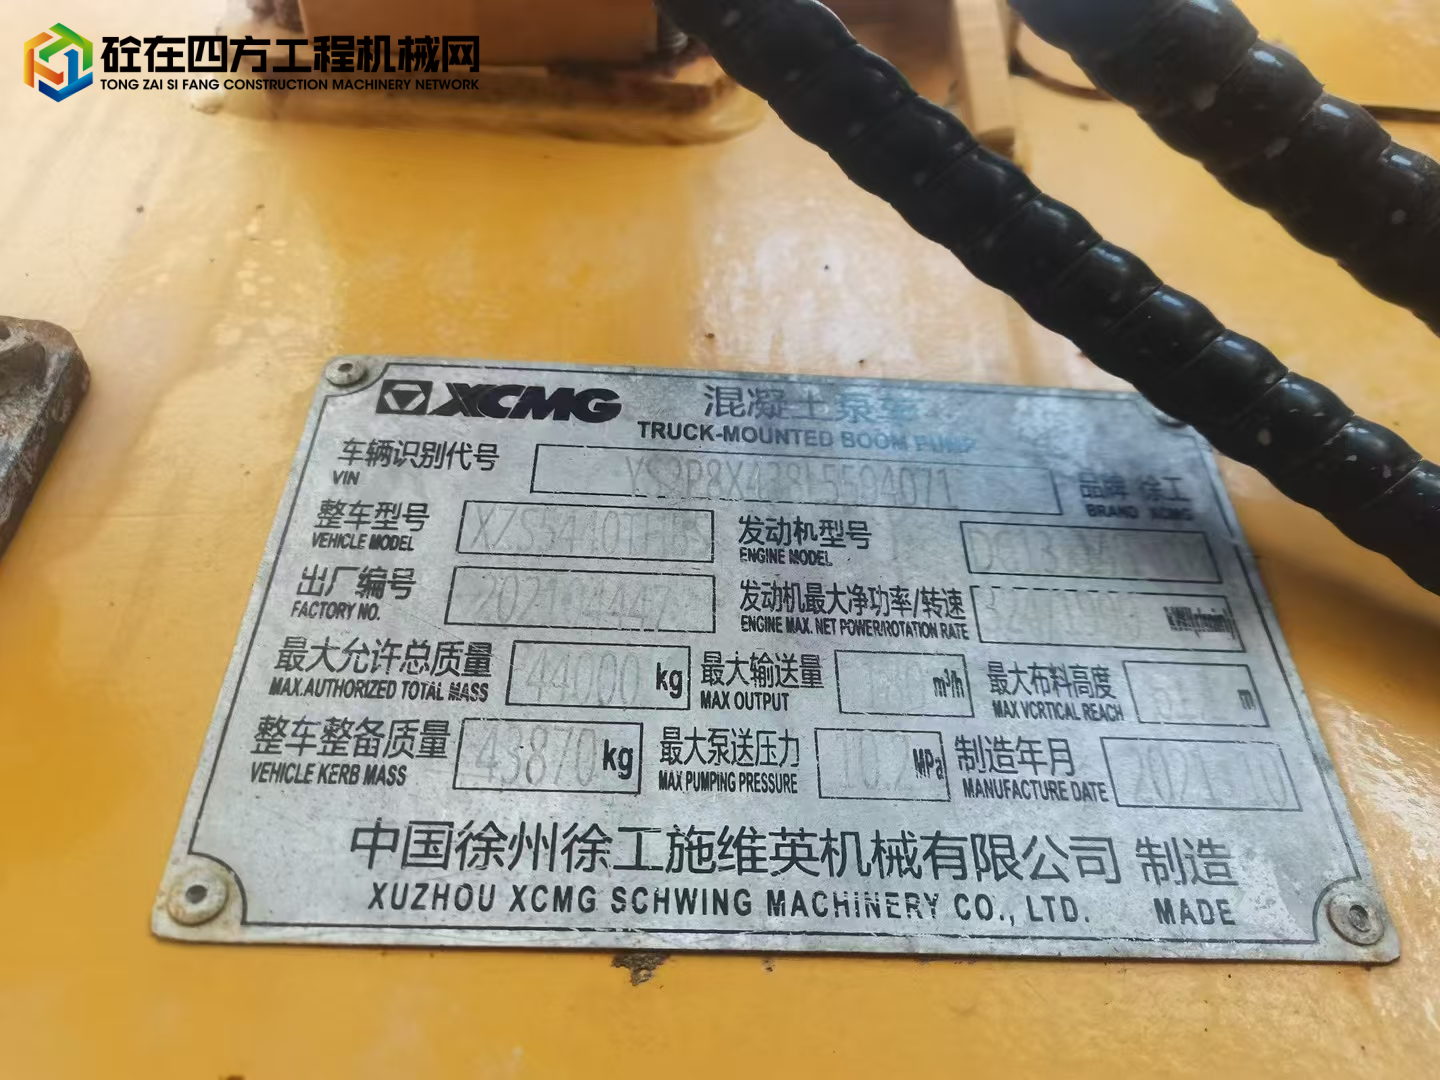 砼在四方工程机械网
TONG ZAI SI FANG CONSTRUCTION MACHINERY NETWORK
XCMG 混凝土泵车
TRUCK-MOUNTED BOOM PUMP
车辆识别代号
VIN
品牌 徐工
BRAND XCMG
整车型号
VEHICLE MODEL
发动机型号
ENGINE MODEL
出厂编号
FACTORY NO.
发动机最大净功率/转速
ENGINE MAX. NET POWER/ROTATION RATE
最大允许总质量 44000 kg
MAX.AUTHORIZED TOTAL MASS
最大输送量 m³/h
MAX OUTPUT
最大布料高度 m
MAX VCRTICAL REACH
整车整备质量 43870 kg
VEHICLE KERB MASS
最大泵送压力 10.2 MPa
MAX PUMPING PRESSURE
制造年月
MANUFACTURE DATE
中国徐州徐工施维英机械有限公司 制造
XUZHOU XCMG SCHWING MACHINERY CO., LTD. MADE